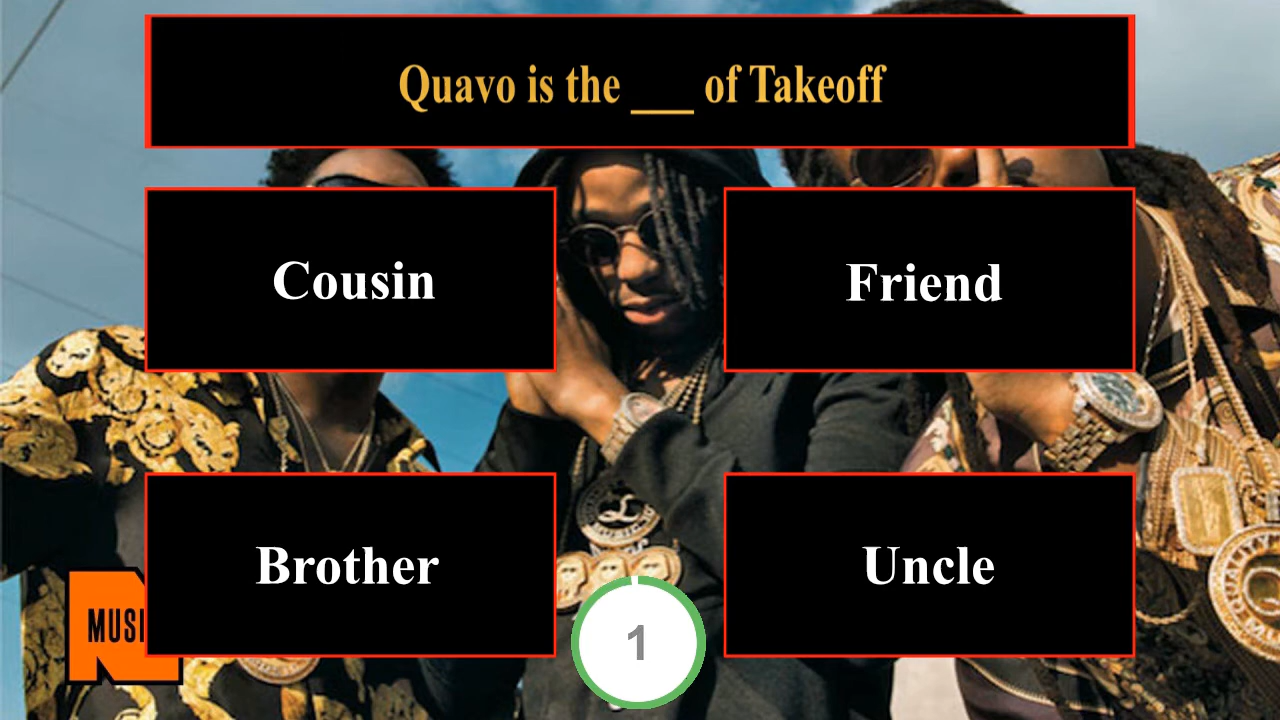 Quavo is the ___ of Takeoff
Cousin
Friend
Brother
Uncle
MUSI
1